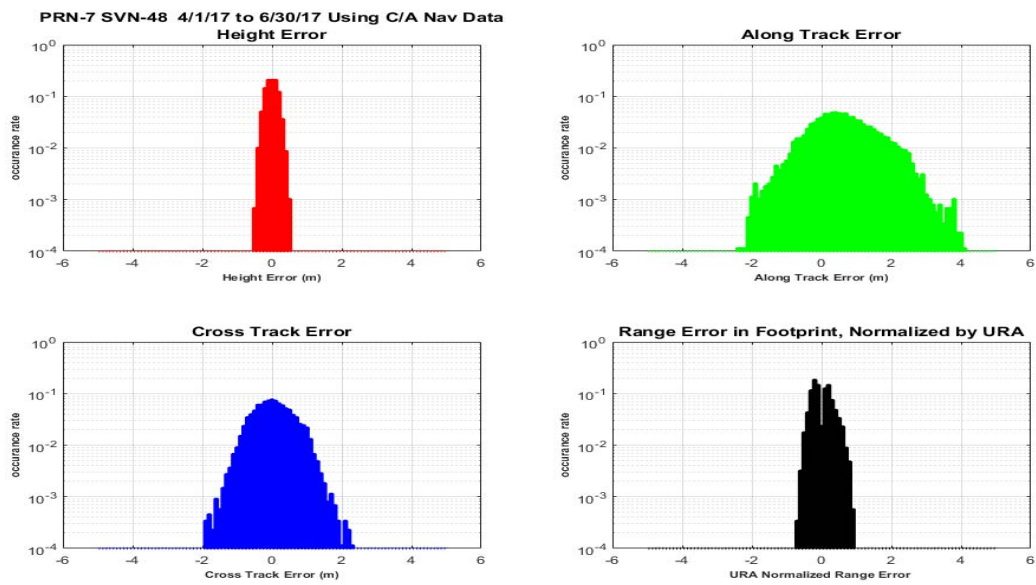 PRN-7 SVN-48  4/1/17 to 6/30/17 Using C/A Nav Data
Height Error
10^0
10^-1
10^-2
10^-3
10^-4
occurance rate
-6 -4 -2 0 2 4 6
Height Error (m)
Along Track Error
10^0
10^-1
10^-2
10^-3
10^-4
occurance rate
-6 -4 -2 0 2 4 6
Along Track Error (m)
Cross Track Error
10^0
10^-1
10^-2
10^-3
10^-4
occurance rate
-6 -4 -2 0 2 4 6
Cross Track Error (m)
Range Error in Footprint, Normalized by URA
10^0
10^-1
10^-2
10^-3
10^-4
occurance rate
-6 -4 -2 0 2 4 6
URA Normalized Range Error